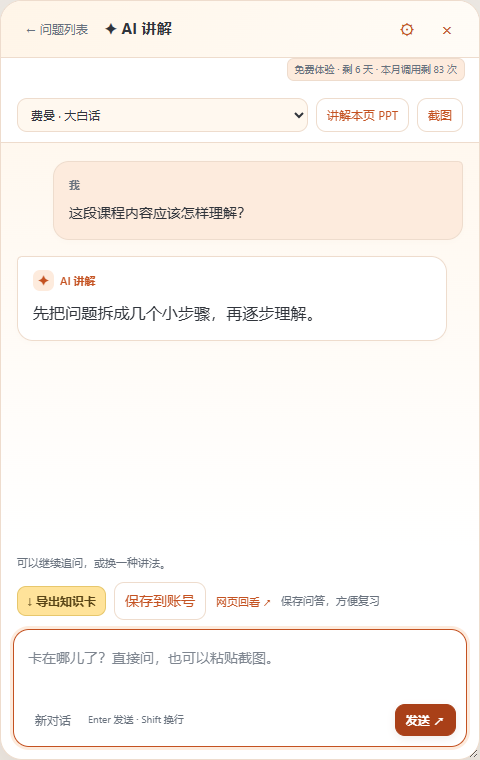 ← 问题列表 ✦ AI 讲解 ⚙ ×
免费体验 · 剩 6 天 · 本月调用剩 83 次
费曼 · 大白话 讲解本页 PPT 截图
我
这段课程内容应该怎样理解？
✦ AI 讲解
先把问题拆成几个小步骤，再逐步理解。
可以继续追问，或换一种讲法。
↓ 导出知识卡 保存到账号 网页回看 ↗ 保存问答，方便复习
卡在哪儿了？直接问，也可以粘贴截图。
新对话 Enter 发送 · Shift 换行 发送 ↗